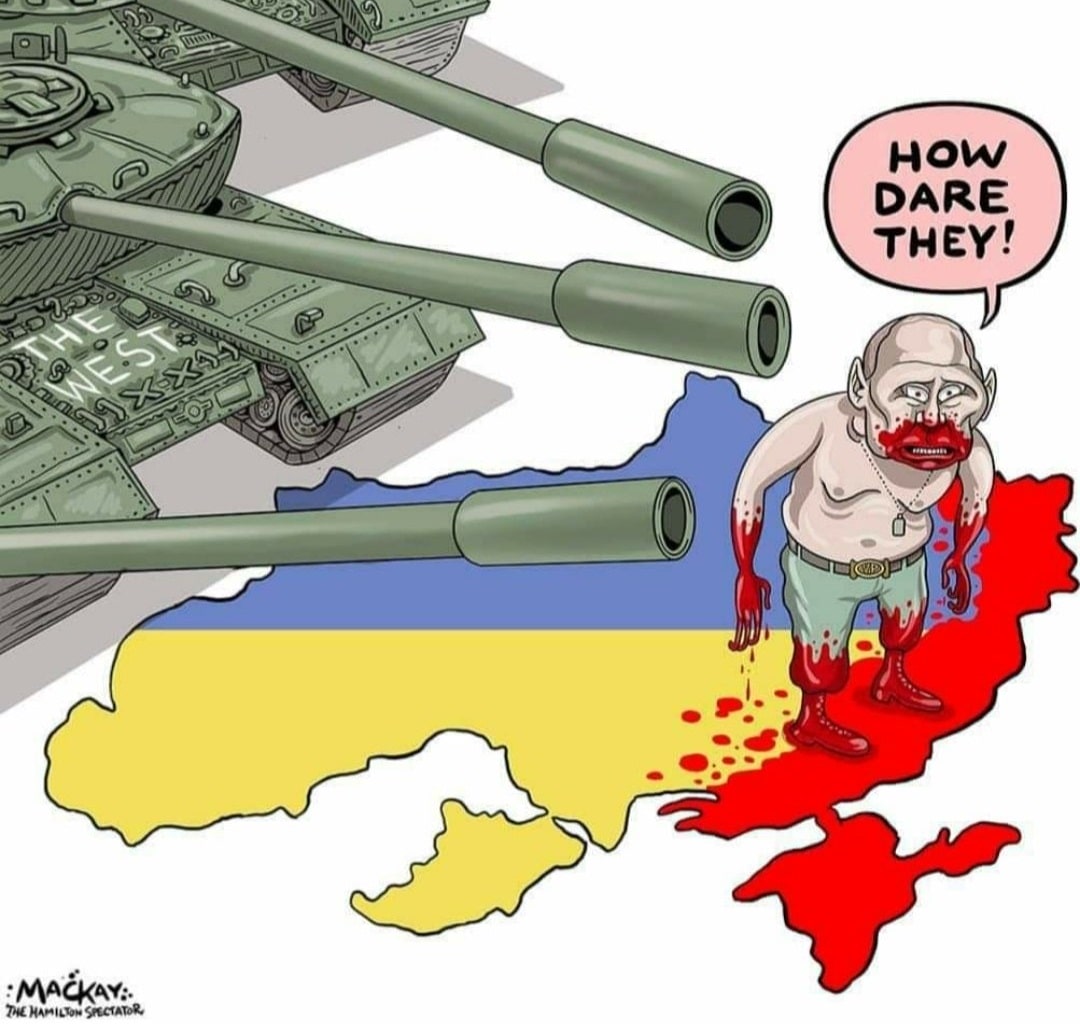 HOW
DARE
THEY!
THE
WEST
MACKAY
THE HAMILTON SPECTATOR